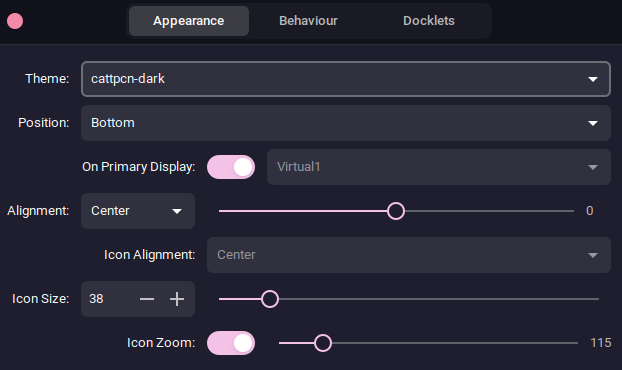 Appearance Behaviour Docklets
Theme: cattpcn-dark
Position: Bottom
On Primary Display: Virtual1
Alignment: Center 0
Icon Alignment: Center
Icon Size: 38
Icon Zoom: 115